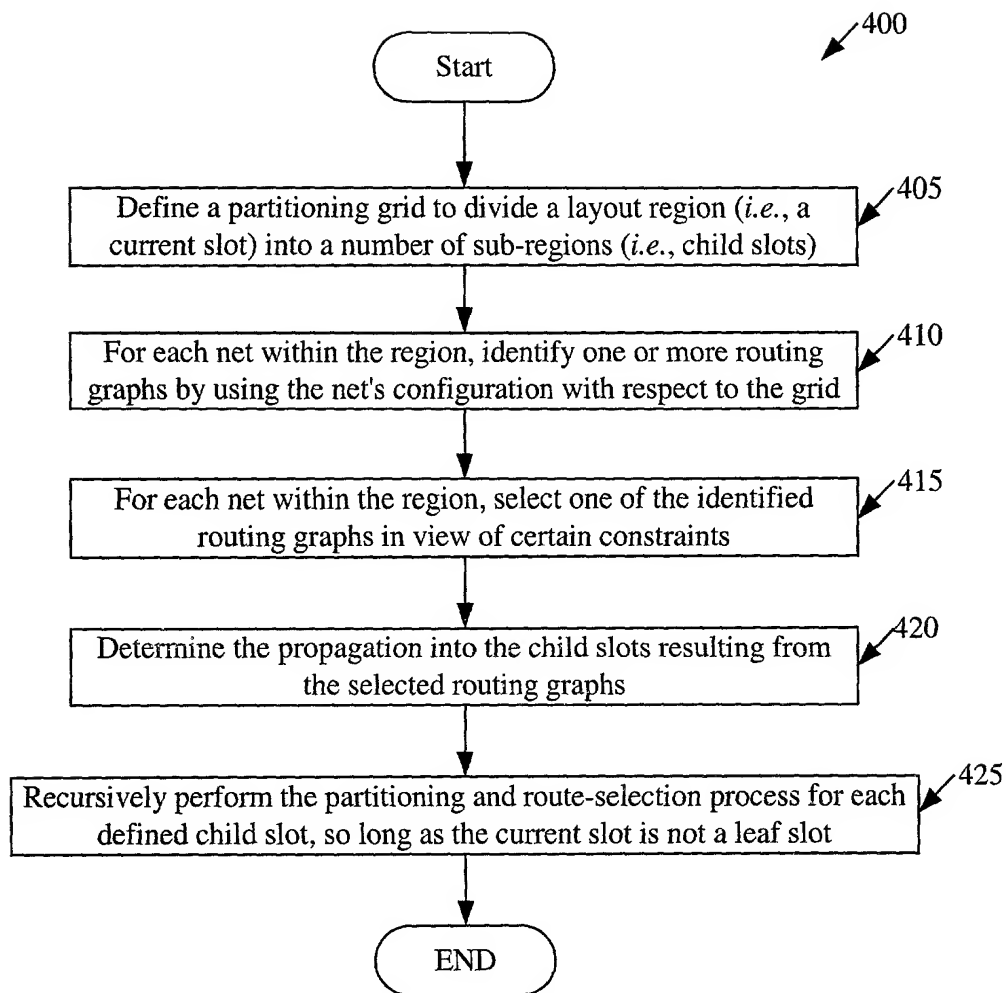 400
Start
405
Define a partitioning grid to divide a layout region (i.e., a
current slot) into a number of sub-regions (i.e., child slots)
410
For each net within the region, identify one or more routing
graphs by using the net's configuration with respect to the grid
415
For each net within the region, select one of the identified
routing graphs in view of certain constraints
420
Determine the propagation into the child slots resulting from
the selected routing graphs
425
Recursively perform the partitioning and route-selection process for each
defined child slot, so long as the current slot is not a leaf slot
END